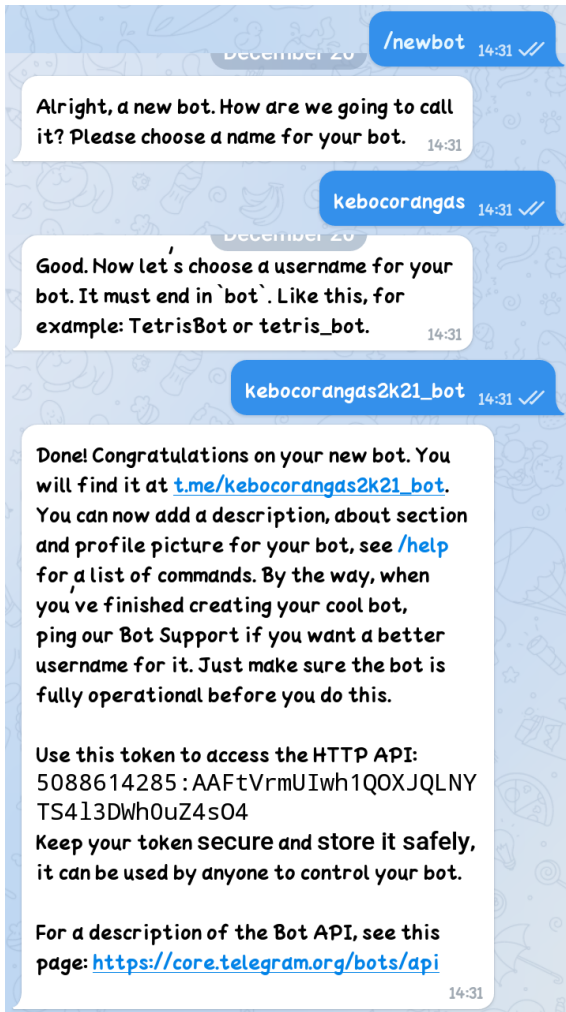 /newbot 14:31
December 20
Alright, a new bot. How are we going to call
it? Please choose a name for your bot. 14:31
kebocorangas 14:31
December 20
Good. Now let's choose a username for your
bot. It must end in `bot`. Like this, for
example: TetrisBot or tetris_bot. 14:31
kebocorangas2k21_bot 14:31
Done! Congratulations on your new bot. You
will find it at t.me/kebocorangas2k21_bot.
You can now add a description, about section
and profile picture for your bot, see /help
for a list of commands. By the way, when
you've finished creating your cool bot,
ping our Bot Support if you want a better
username for it. Just make sure the bot is
fully operational before you do this.
Use this token to access the HTTP API:
5088614285:AAFtVrmUIwh1QOXJQLNY
TS4l3DWh0uZ4sO4
Keep your token secure and store it safely,
it can be used by anyone to control your bot.
For a description of the Bot API, see this
page: https://core.telegram.org/bots/api
14:31